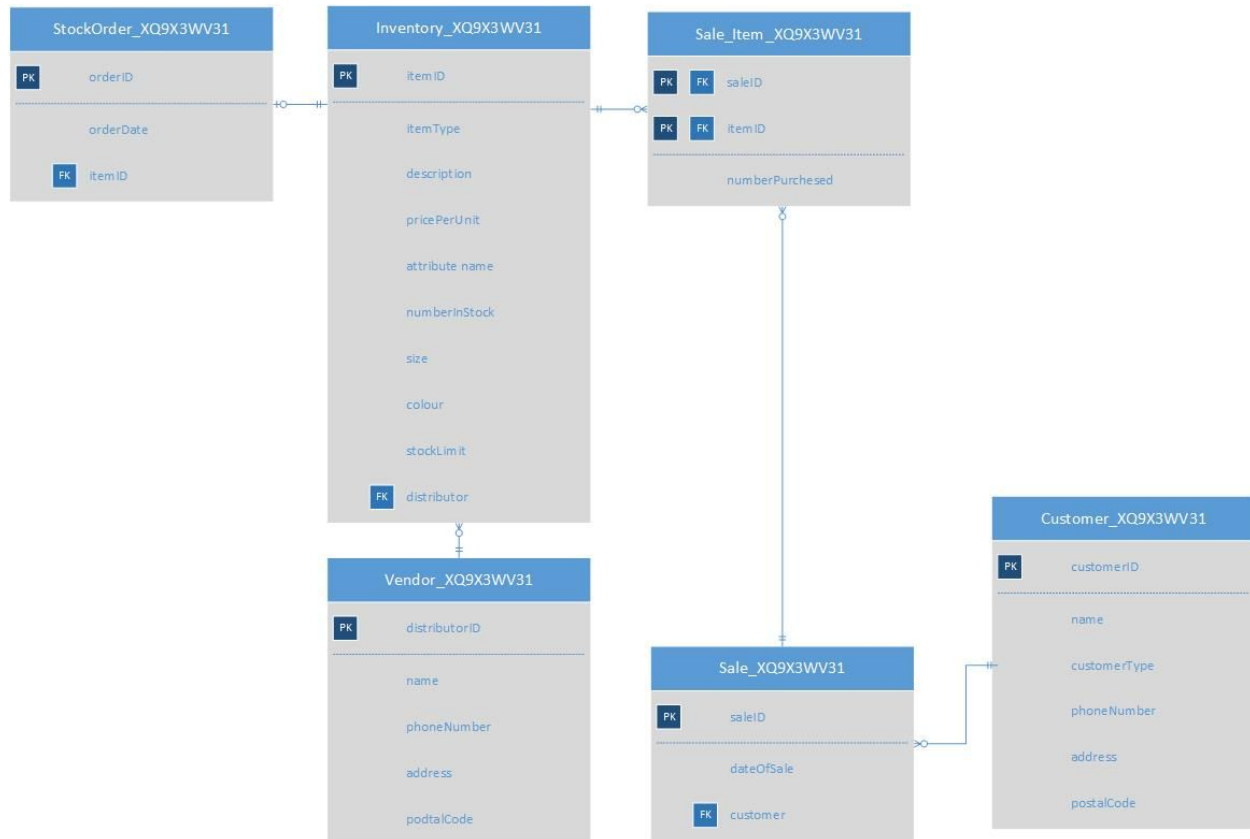 StockOrder_XQ9X3WV31
PK orderID
orderDate
FK itemID
Inventory_XQ9X3WV31
PK itemID
itemType
description
pricePerUnit
attribute name
numberInStock
size
colour
stockLimit
FK distributor
Sale_Item_XQ9X3WV31
PK FK saleID
PK FK itemID
numberPurchesed
Vendor_XQ9X3WV31
PK distributorID
name
phoneNumber
address
podtalCode
Sale_XQ9X3WV31
PK saleID
dateOfSale
FK customer
Customer_XQ9X3WV31
PK customerID
name
customerType
phoneNumber
address
postalCode